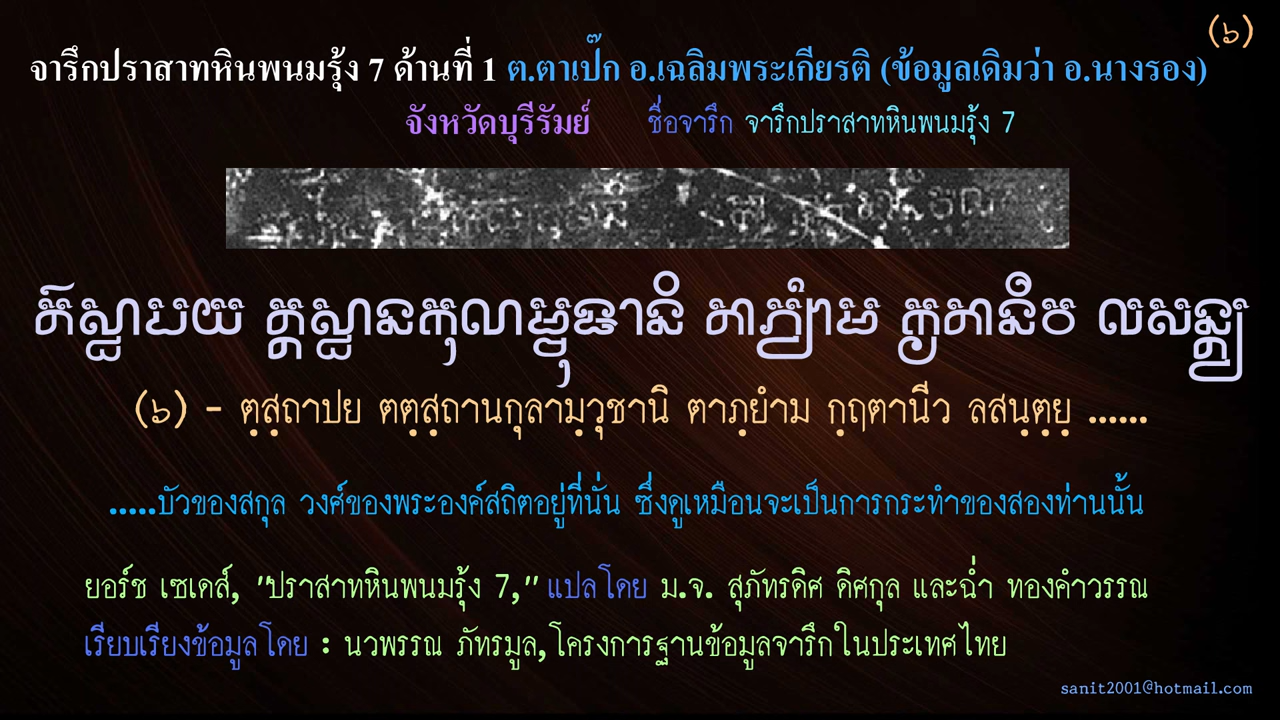 (๖)
จารึกปราสาทหินพนมรุ้ง 7 ด้านที่ 1 ต.ตาเป๊ก อ.เฉลิมพระเกียรติ (ข้อมูลเดิมว่า อ.นางรอง)
จังหวัดบุรีรัมย์ ชื่อจารึก จารึกปราสาทหินพนมรุ้ง 7
(๖) - ตฺสฺถาปย ตตฺสฺถานกุลามฺวุชานิ ตาภฺยําม กฺฤตานีว ลสนฺตฺยฺ ......
.....บัวของสกุล วงศ์ของพระองค์สถิตอยู่ที่นั่น ซึ่งดูเหมือนจะเป็นการกระทำของสองท่านนั้น
ยอร์ช เซเดส์, "ปราสาทหินพนมรุ้ง 7," แปลโดย ม.จ. สุภัทรดิศ ดิศกุล และฉ่ำ ทองคำวรรณ
เรียบเรียงข้อมูลโดย : นวพรรณ ภัทรมูล, โครงการฐานข้อมูลจารึกในประเทศไทย
sanit2001@hotmail.com